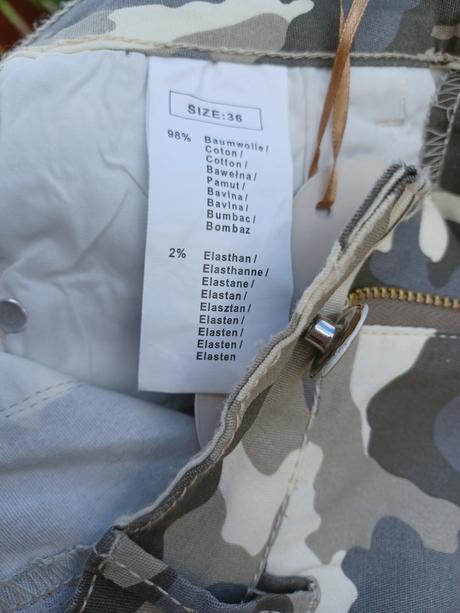 SIZE:36
98% Baumwolle/
Coton/
Cotton/
Bawełna/
Pamut/
Bavlna/
Bavlna/
Bumbac/
Bombaz
2% Elasthan/
Elasthanne/
Elastane/
Elastan/
Elasztan/
Elasten/
Elasten/
Elasten/
Elasten